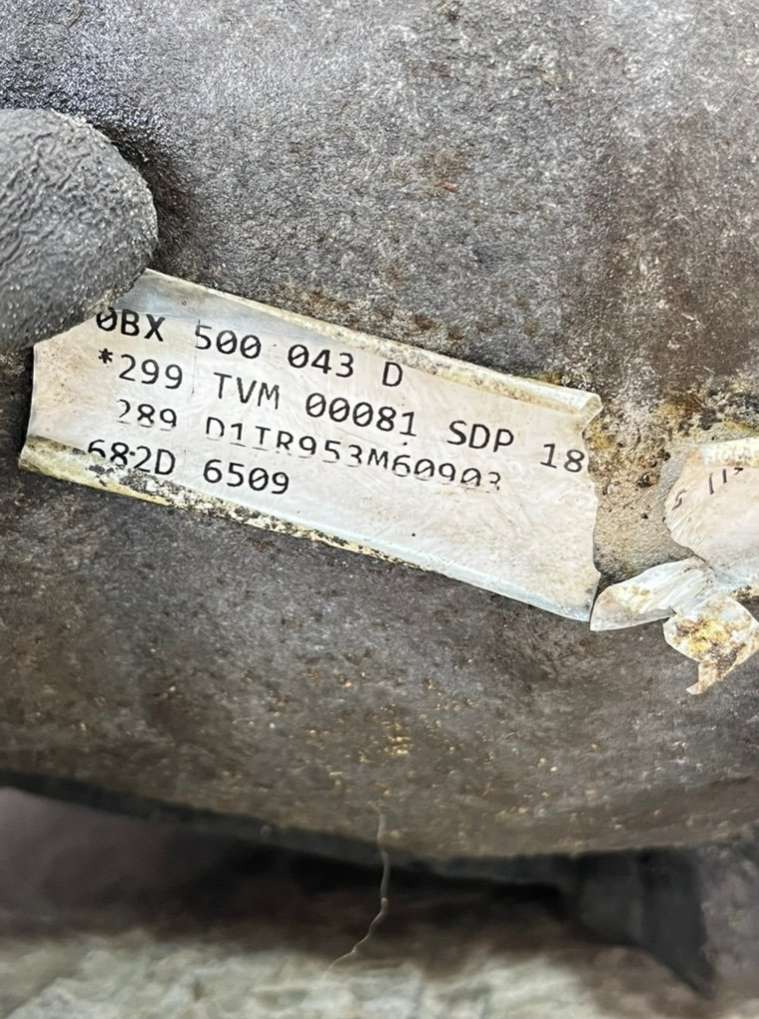 0BX 500 043 D
*299 TVM 00081 SDP 18
289 D1TR953M60903
682D 6509